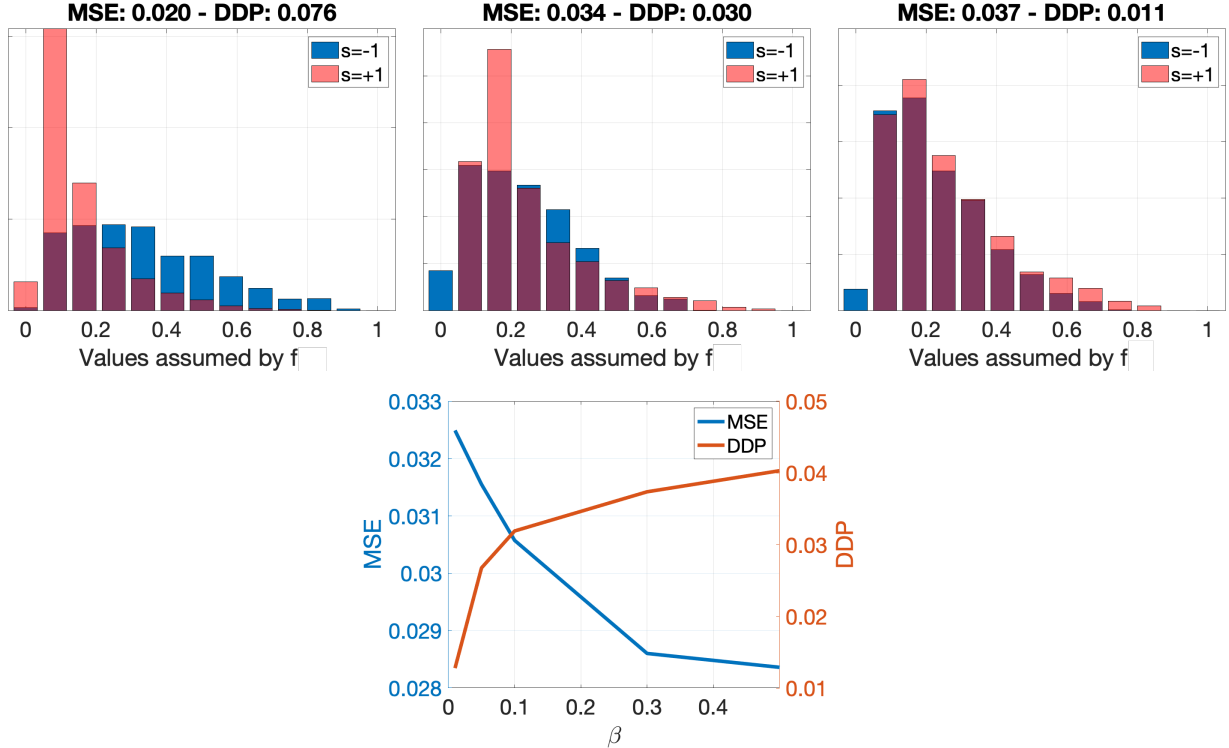 MSE: 0.020 - DDP: 0.076
s=-1
s=+1
0 0.2 0.4 0.6 0.8 1
Values assumed by f
MSE: 0.034 - DDP: 0.030
s=-1
s=+1
0 0.2 0.4 0.6 0.8 1
Values assumed by f
MSE: 0.037 - DDP: 0.011
s=-1
s=+1
0 0.2 0.4 0.6 0.8 1
Values assumed by f
MSE
0.033
0.032
0.031
0.03
0.029
0.028
MSE
DDP
0.05
0.04
0.03
0.02
0.01
DDP
0 0.1 0.2 0.3 0.4
β